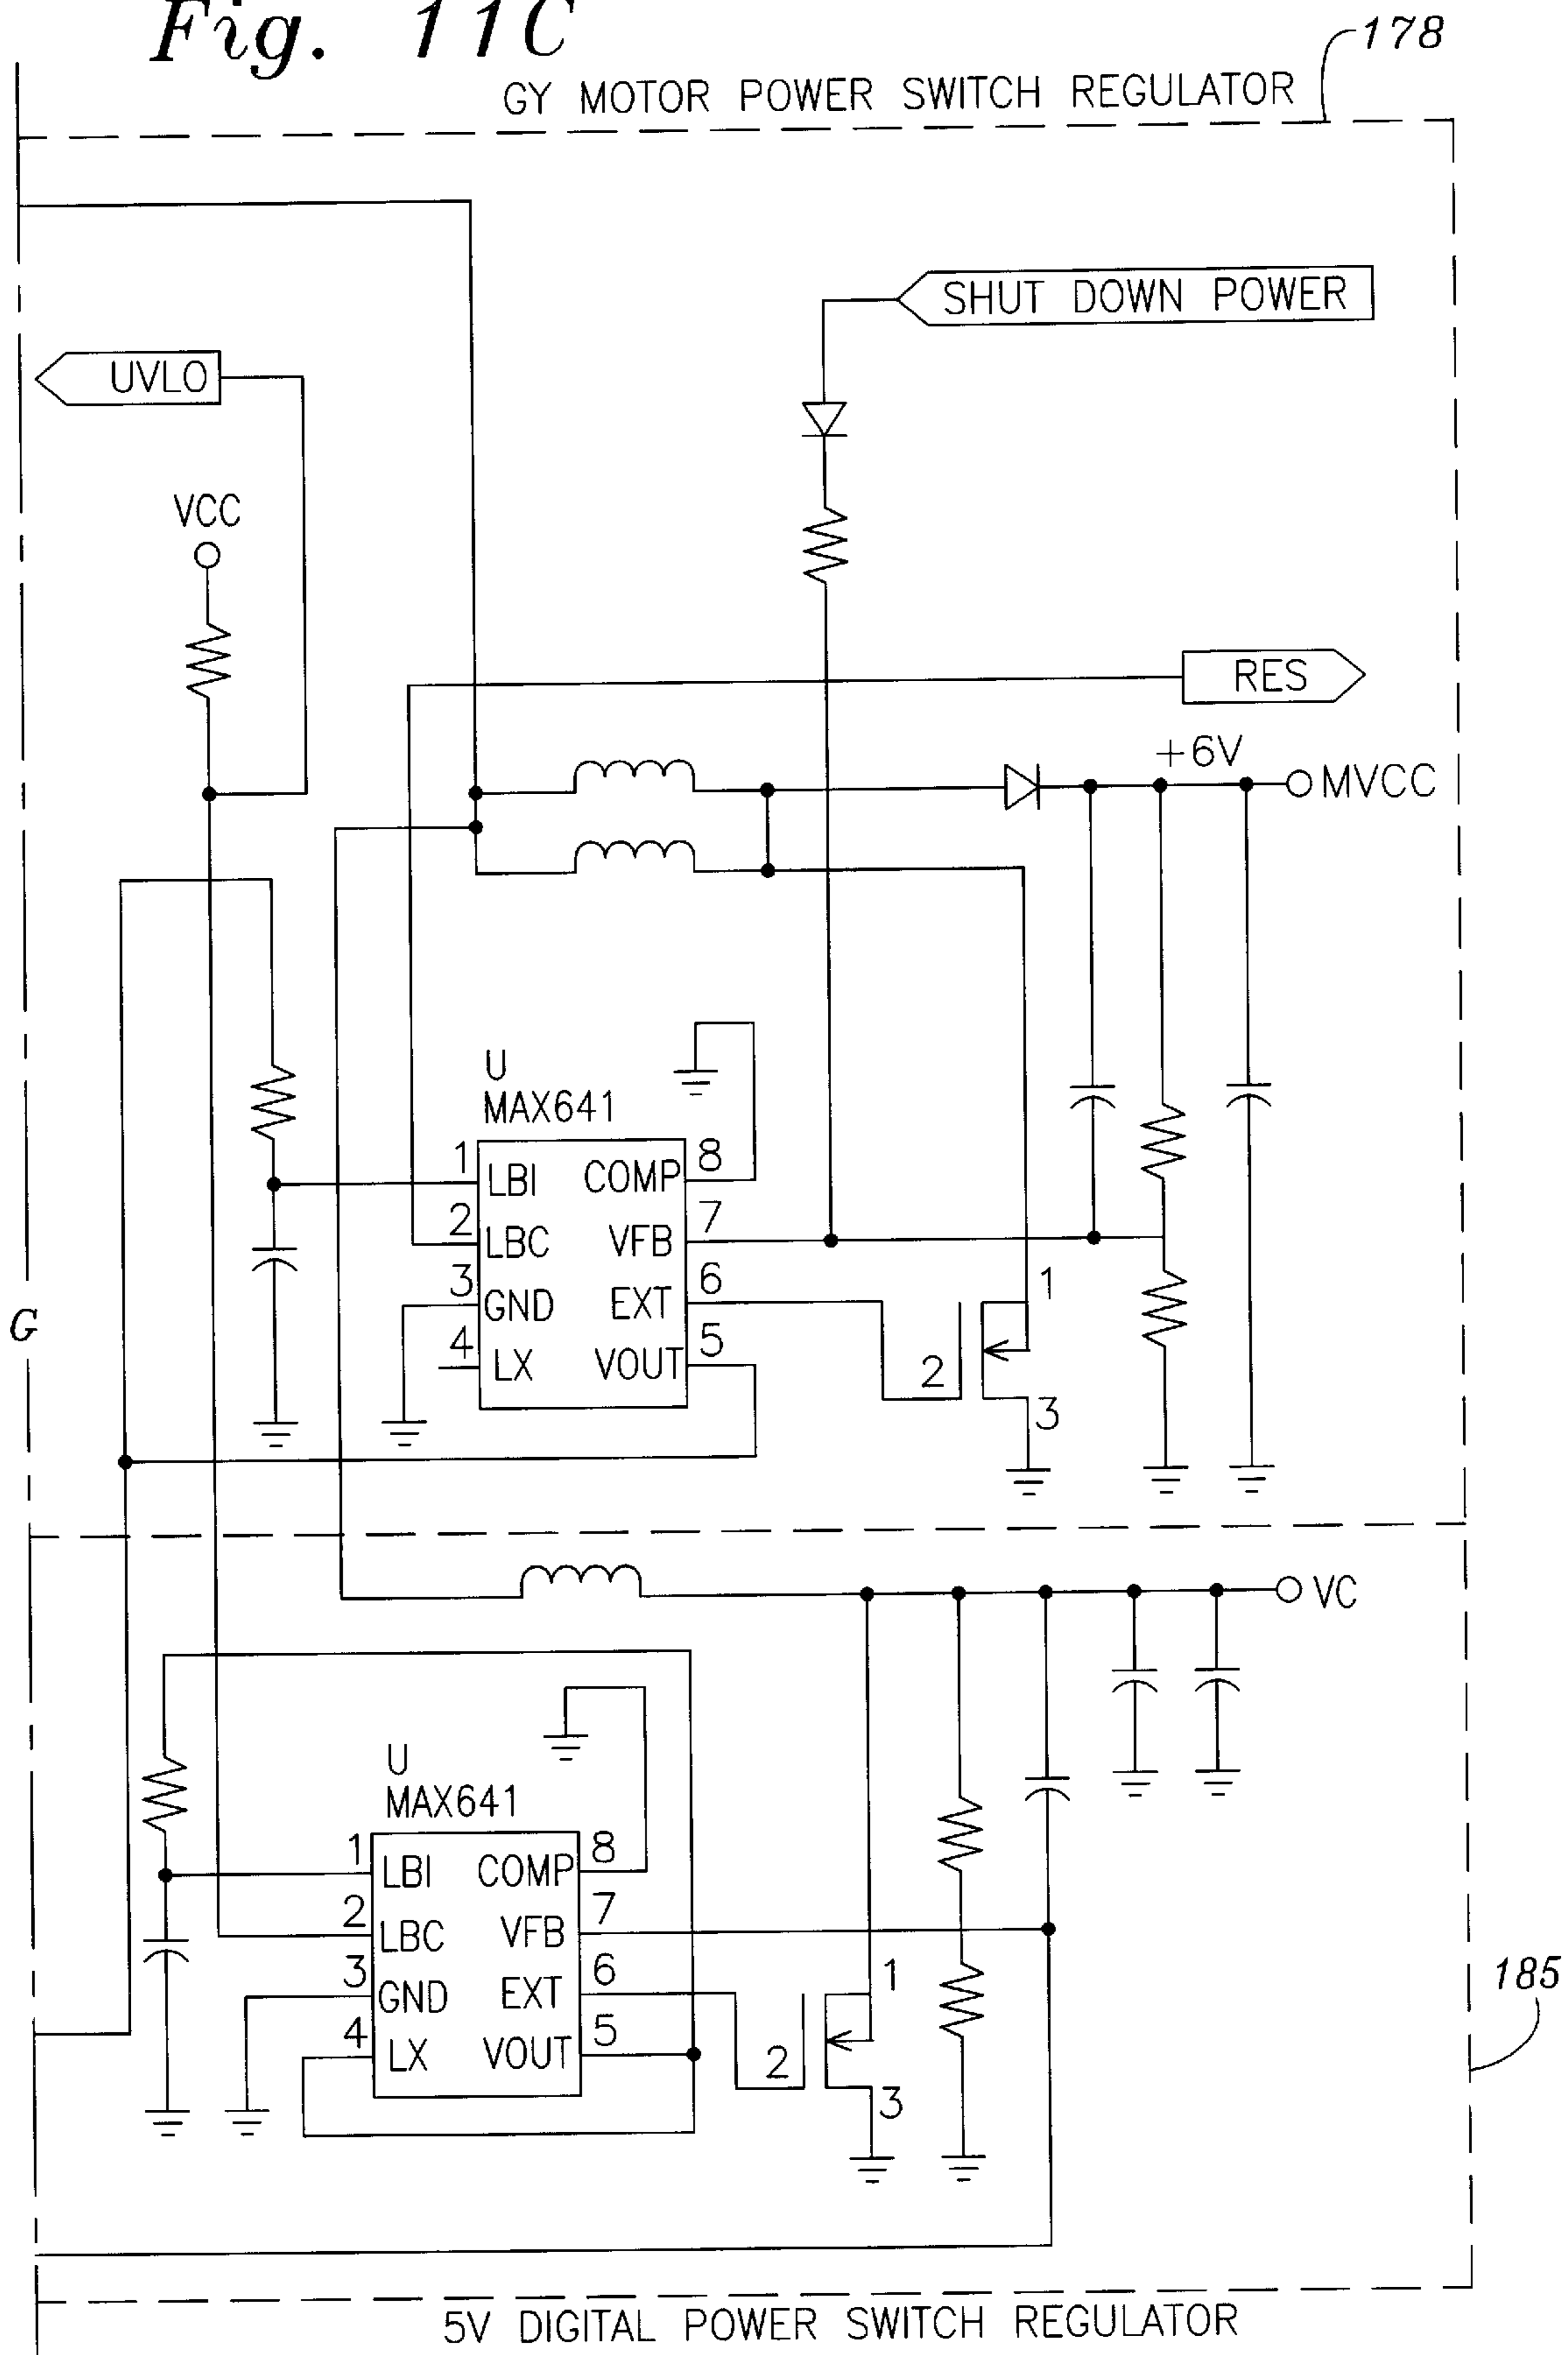 Fig. 11C
178
GY MOTOR POWER SWITCH REGULATOR
SHUT DOWN POWER
UVLO
VCC
RES
+6V
MVCC
U
MAX641
1 LBI COMP 8
2 LBC VFB 7
3 GND EXT 6
4 LX VOUT 5
1
2
3
G
VC
U
MAX641
1 LBI COMP 8
2 LBC VFB 7
3 GND EXT 6
4 LX VOUT 5
1
2
3
185
5V DIGITAL POWER SWITCH REGULATOR